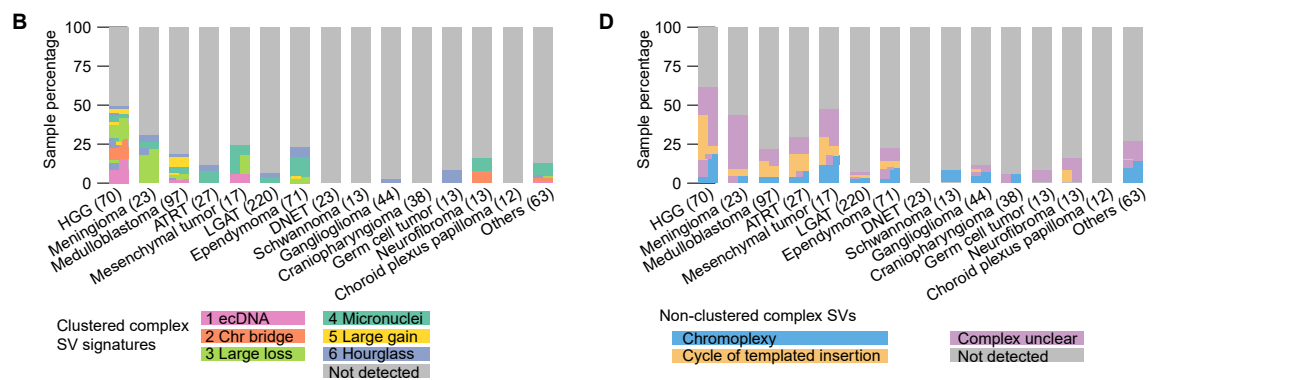 B
Sample percentage
100
75
50
25
0
HGG (70)
Meningioma (23)
Medulloblastoma (97)
ATRT (27)
Mesenchymal tumor (17)
LGAT (220)
Ependymoma (71)
DNET (23)
Schwannoma (13)
Ganglioglioma (44)
Craniopharyngioma (38)
Germ cell tumor (13)
Neurofibroma (13)
Choroid plexus papilloma (12)
Others (63)
Clustered complex
SV signatures
1 ecDNA
2 Chr bridge
3 Large loss
4 Micronuclei
5 Large gain
6 Hourglass
Not detected
D
Sample percentage
100
75
50
25
0
HGG (70)
Meningioma (23)
Medulloblastoma (97)
ATRT (27)
Mesenchymal tumor (17)
LGAT (220)
Ependymoma (71)
DNET (23)
Schwannoma (13)
Ganglioglioma (44)
Craniopharyngioma (38)
Germ cell tumor (13)
Neurofibroma (13)
Choroid plexus papilloma (12)
Others (63)
Non-clustered complex SVs
Chromoplexy
Cycle of templated insertion
Complex unclear
Not detected